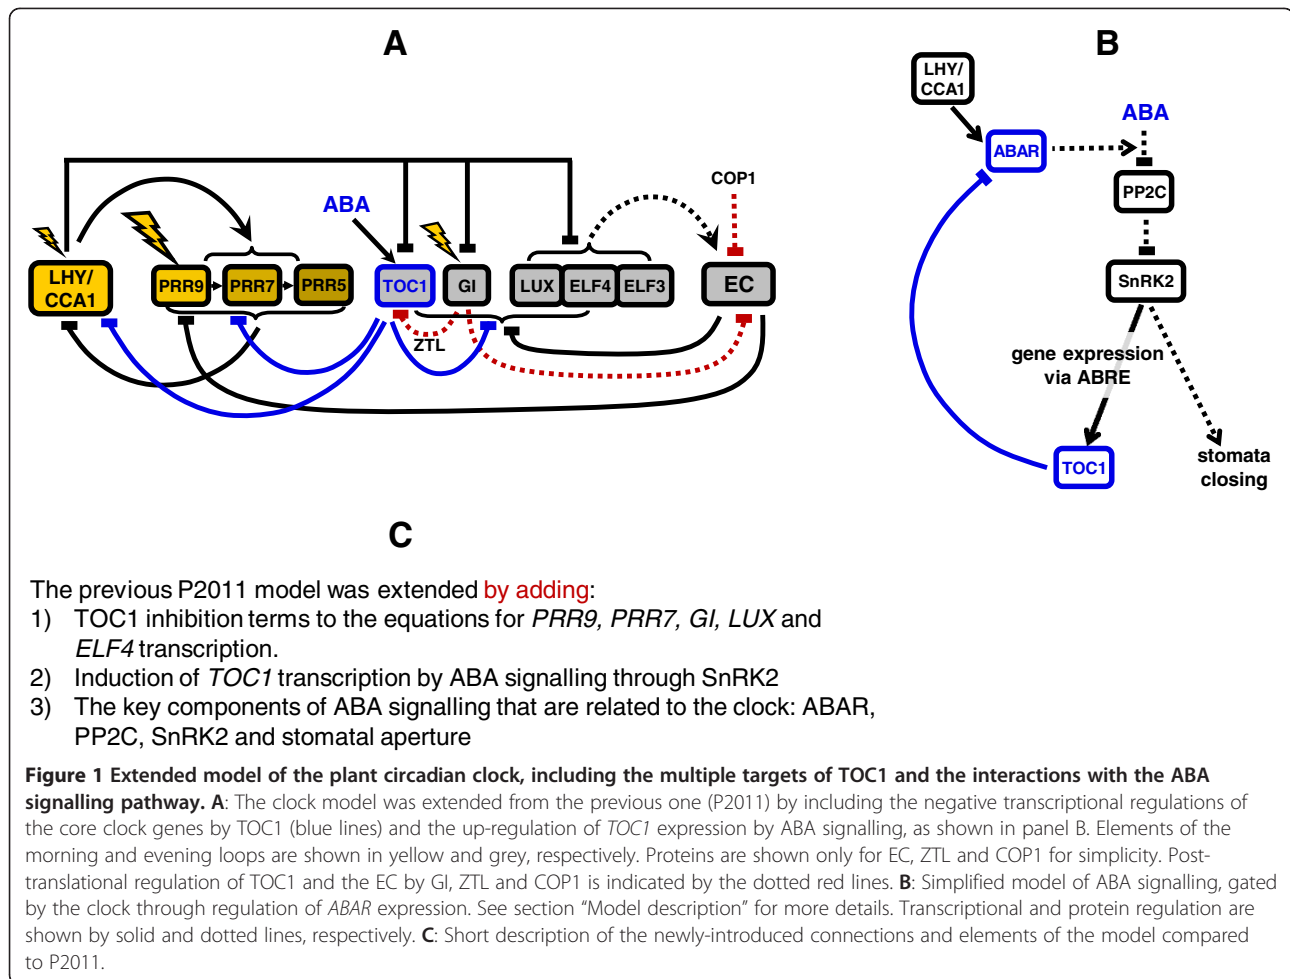 A
B
LHY/
CCA1
ABA
ABAR
COP1
PP2C
ABA
LHY/
CCA1
PRR9
PRR7
PRR5
TOC1
GI
LUX
ELF4
ELF3
EC
SnRK2
ZTL
gene expression
via ABRE
TOC1
stomata
closing
C
The previous P2011 model was extended by adding:
1) TOC1 inhibition terms to the equations for PRR9, PRR7, GI, LUX and
ELF4 transcription.
2) Induction of TOC1 transcription by ABA signalling through SnRK2
3) The key components of ABA signalling that are related to the clock: ABAR,
PP2C, SnRK2 and stomatal aperture
Figure 1 Extended model of the plant circadian clock, including the multiple targets of TOC1 and the interactions with the ABA
signalling pathway. A: The clock model was extended from the previous one (P2011) by including the negative transcriptional regulations of
the core clock genes by TOC1 (blue lines) and the up-regulation of TOC1 expression by ABA signalling, as shown in panel B. Elements of the
morning and evening loops are shown in yellow and grey, respectively. Proteins are shown only for EC, ZTL and COP1 for simplicity. Post-
translational regulation of TOC1 and the EC by GI, ZTL and COP1 is indicated by the dotted red lines. B: Simplified model of ABA signalling, gated
by the clock through regulation of ABAR expression. See section “Model description” for more details. Transcriptional and protein regulation are
shown by solid and dotted lines, respectively. C: Short description of the newly-introduced connections and elements of the model compared
to P2011.